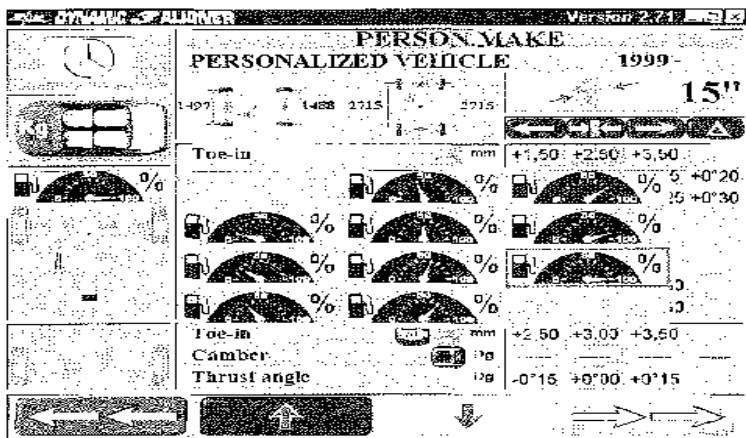 DYNAMIC ALIGNER Version 2.71
PERSON.MAKE
PERSONALIZED VEHICLE 1999 -
15"
1488 2715 2715
Kg
Toe-in mm +1,50 +2,50 +3,50
% % % +0°20
+0°30
% % %
% % %
% %
Toe-in mm +2,50 +3,00 +3,50
Camber
Thrust angle -0°15 +0°00 +0°15